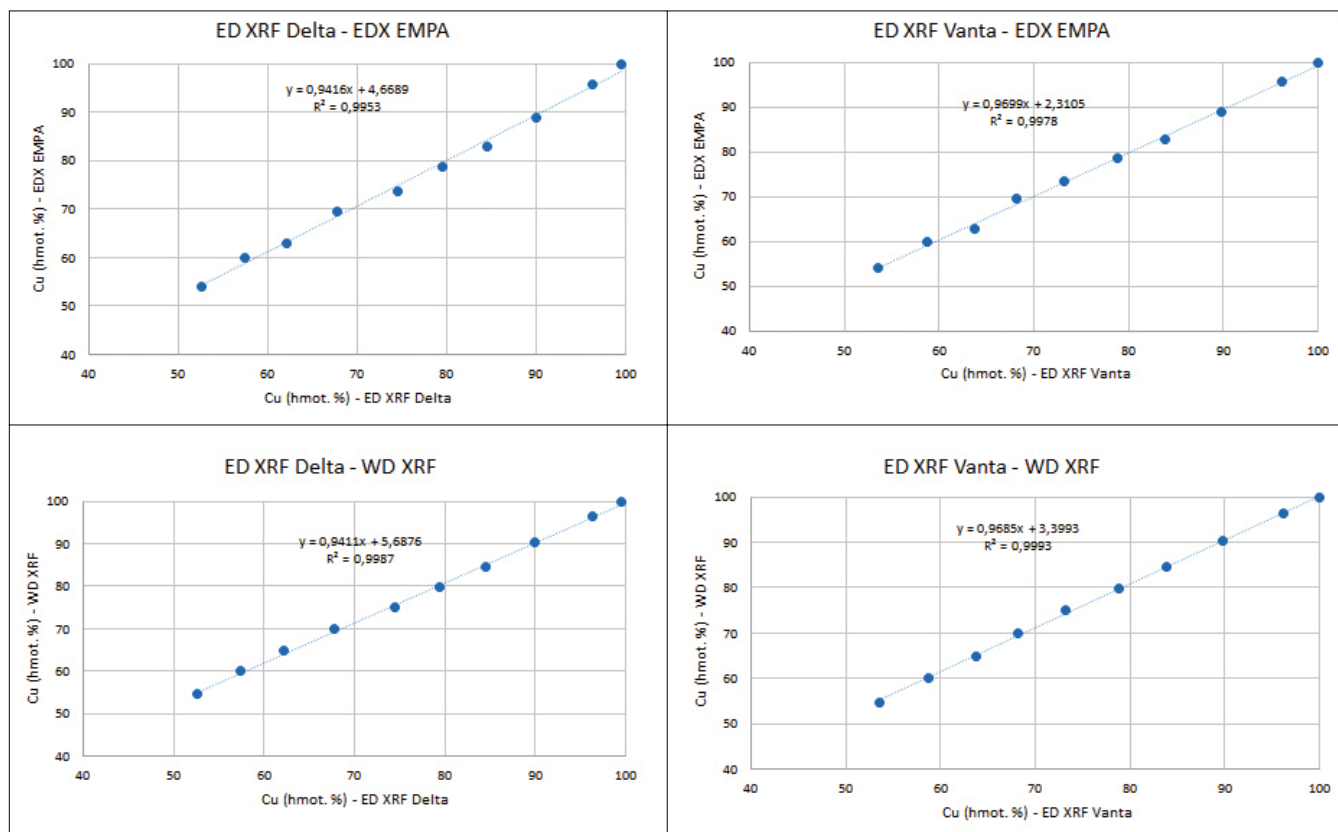 ED XRF Delta - EDX EMPA
Cu (hmot. %) - EDX EMPA
100
90
80
70
60
50
40
y = 0,9416x + 4,6689
R² = 0,9953
40 50 60 70 80 90 100
Cu (hmot. %) - ED XRF Delta
ED XRF Vanta - EDX EMPA
Cu (hmot. %) - EDX EMPA
100
90
80
70
60
50
40
y = 0,9699x + 2,3105
R² = 0,9978
40 50 60 70 80 90 100
Cu (hmot. %) - ED XRF Vanta
ED XRF Delta - WD XRF
Cu (hmot. %) - WD XRF
100
90
80
70
60
50
40
y = 0,9411x + 5,6876
R² = 0,9987
40 50 60 70 80 90 100
Cu (hmot. %) - ED XRF Delta
ED XRF Vanta - WD XRF
Cu (hmot. %) - WD XRF
100
90
80
70
60
50
40
y = 0,9685x + 3,3993
R² = 0,9993
40 50 60 70 80 90 100
Cu (hmot. %) - ED XRF Vanta